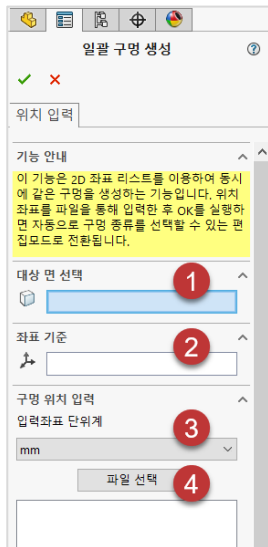 일괄 구멍 생성
위치 입력
기능 안내
이 기능은 2D 좌표 리스트를 이용하여 동시
에 같은 구멍을 생성하는 기능입니다. 위치
좌표를 파일을 통해 입력한 후 OK를 실행하
면 자동으로 구멍 종류를 선택할 수 있는 편
집모드로 전환됩니다.
대상 면 선택
1
좌표 기준
2
구멍 위치 입력
입력좌표 단위계
3
mm
파일 선택
4